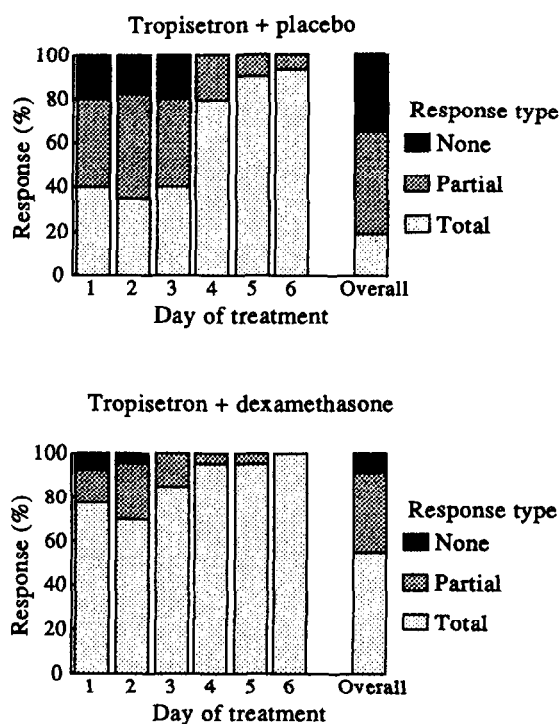 Tropisetron + placebo
Response (%)
100
80
60
40
20
0
1 2 3 4 5 6 Overall
Day of treatment
Response type
None
Partial
Total
Tropisetron + dexamethasone
Response (%)
100
80
60
40
20
0
1 2 3 4 5 6 Overall
Day of treatment
Response type
None
Partial
Total